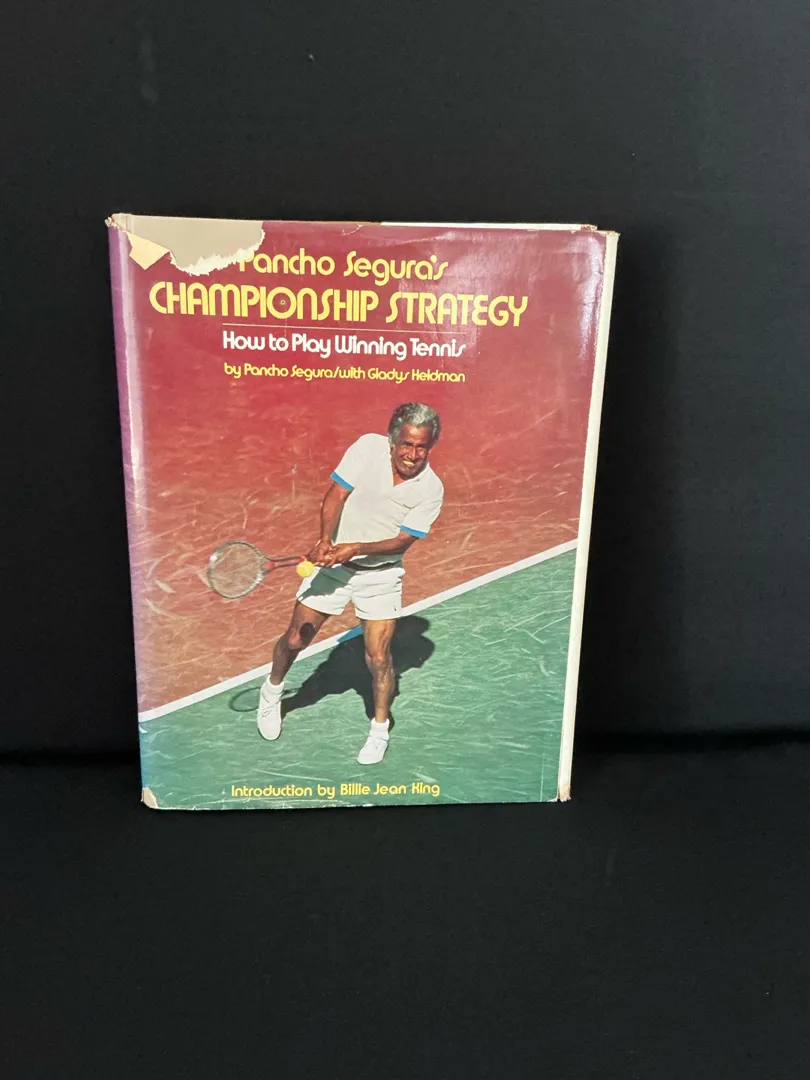 Pancho Segura's
CHAMPIONSHIP STRATEGY
How to Play Winning Tennis
by Pancho Segura/with Gladys Heldman
Introduction by Billie Jean King